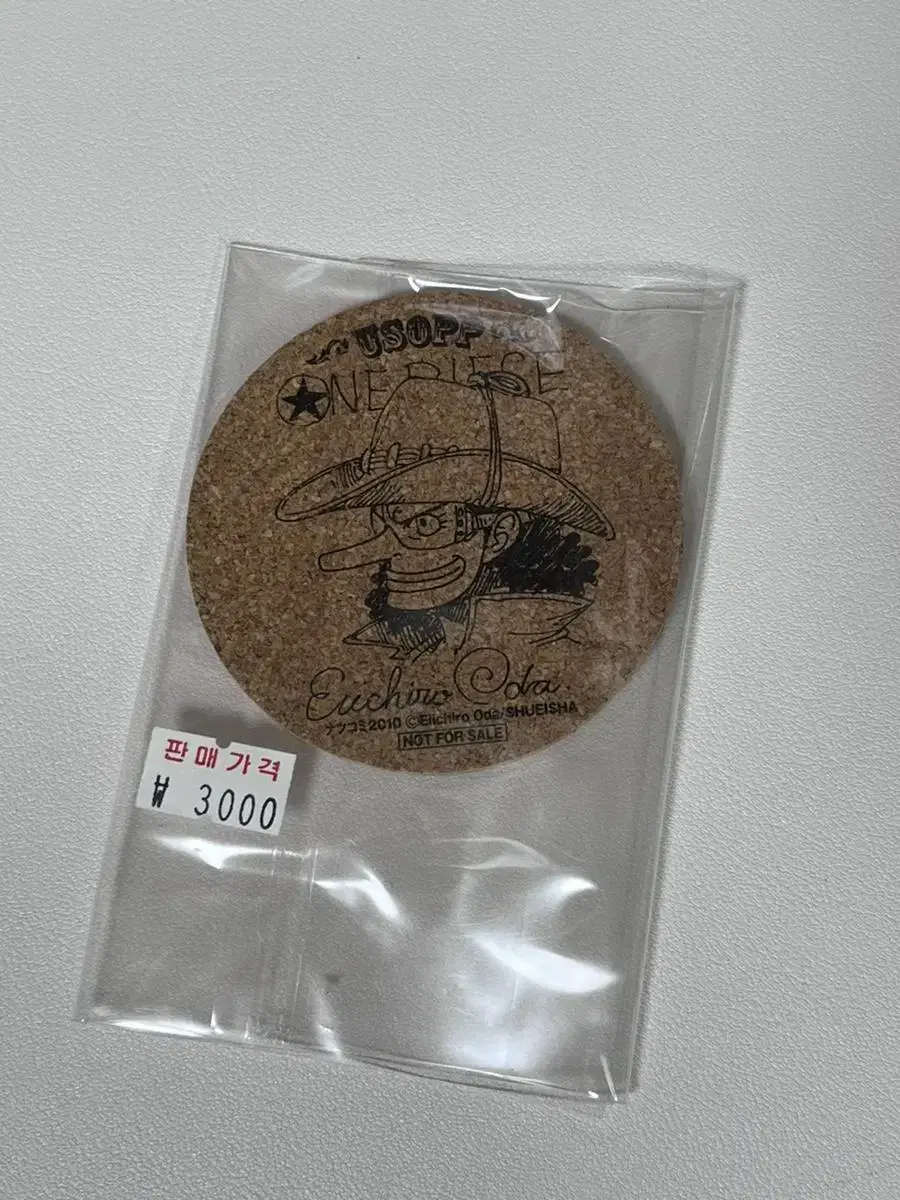 USOPP
ONE PIECE
Eiichiro Oda.
ナツコミ2010 ©Eiichiro Oda/SHUEISHA
NOT FOR SALE
판매가격
₩ 3000